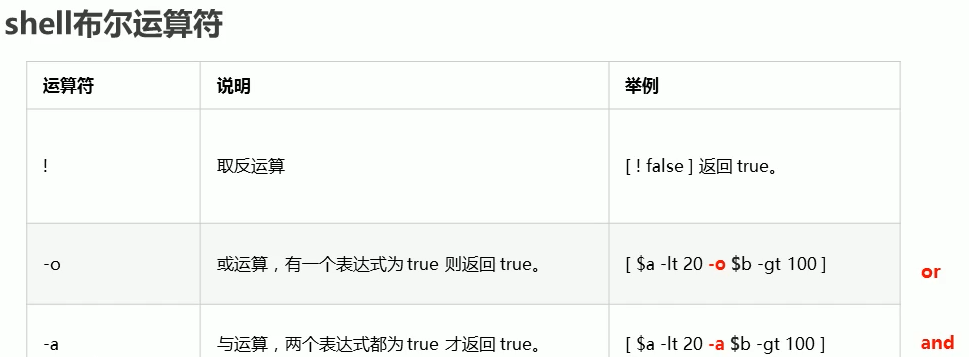 shell布尔运算符
运算符 说明 举例
! 取反运算 [ ! false ] 返回 true。
-o 或运算，有一个表达式为 true 则返回 true。 [ $a -lt 20 -o $b -gt 100 ] or
-a 与运算，两个表达式都为 true 才返回 true。 [ $a -lt 20 -a $b -gt 100 ] and